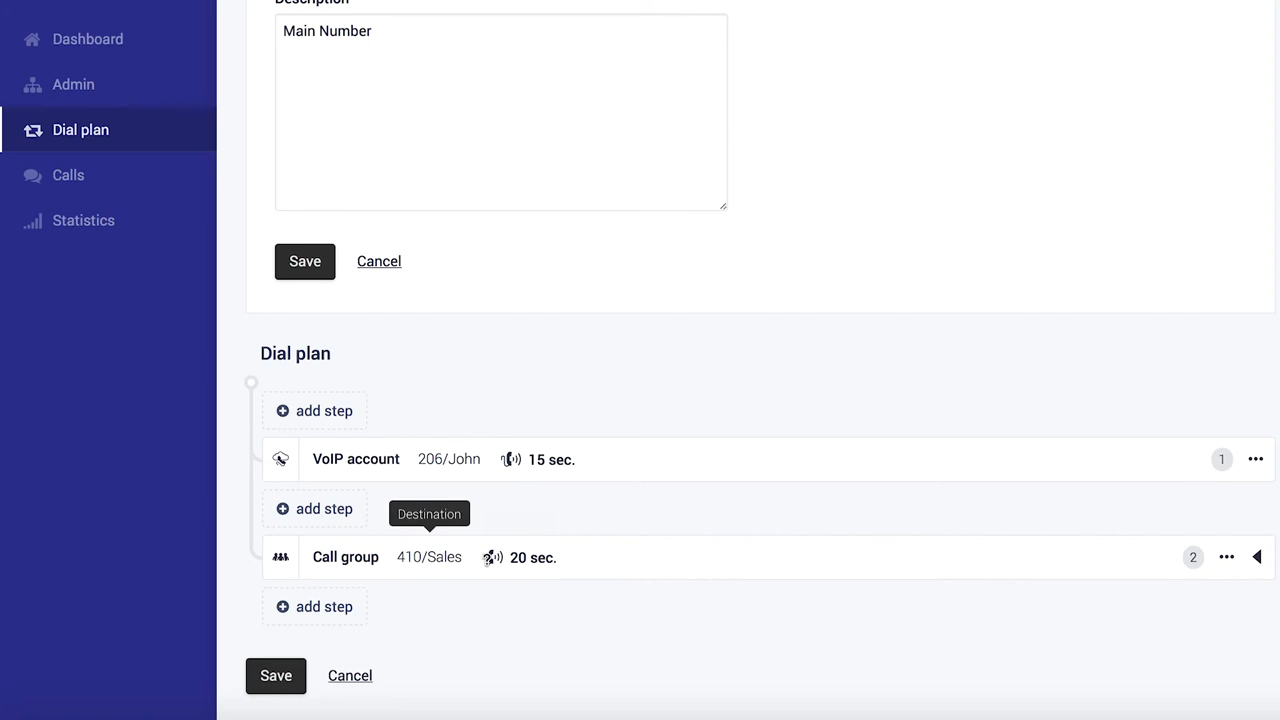 Description
Main Number
Dashboard
Admin
Dial plan
Calls
Statistics
Save Cancel
Dial plan
add step
VoIP account 206/John 15 sec. 1
add step
Destination
Call group 410/Sales 20 sec. 2
add step
Save Cancel